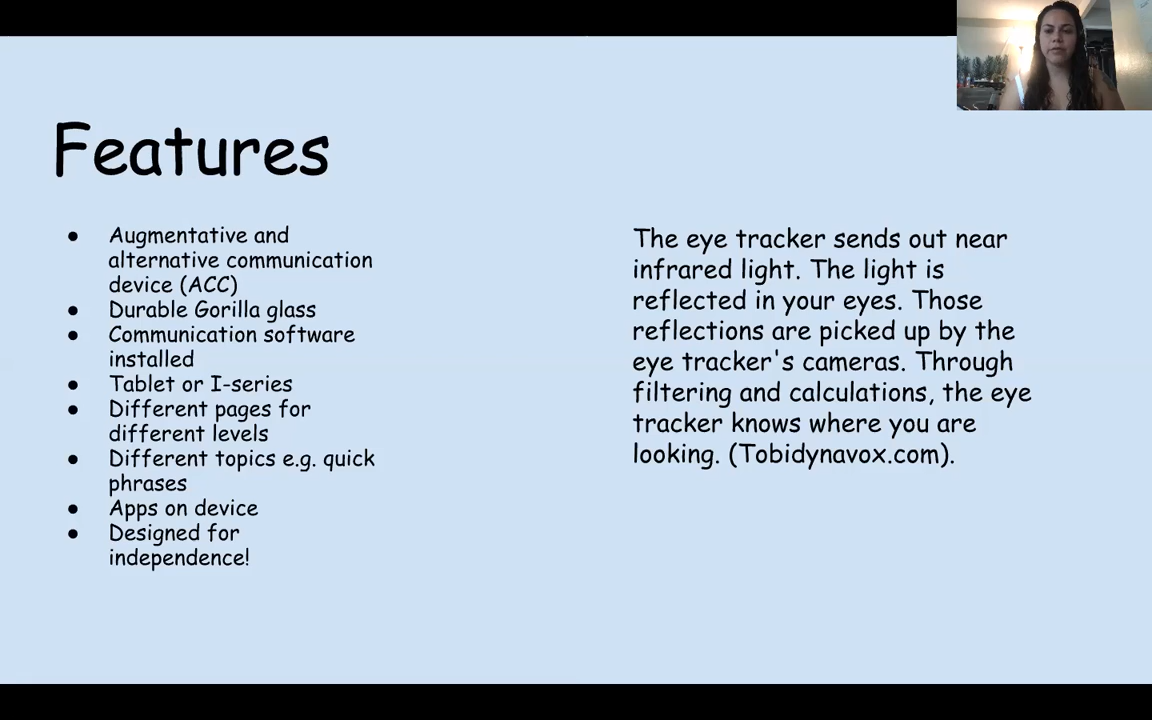 Features
● Augmentative and
alternative communication
device (ACC)
● Durable Gorilla glass
● Communication software
installed
● Tablet or I-series
● Different pages for
different levels
● Different topics e.g. quick
phrases
● Apps on device
● Designed for
independence!
The eye tracker sends out near
infrared light. The light is
reflected in your eyes. Those
reflections are picked up by the
eye tracker's cameras. Through
filtering and calculations, the eye
tracker knows where you are
looking. (Tobidynavox.com).